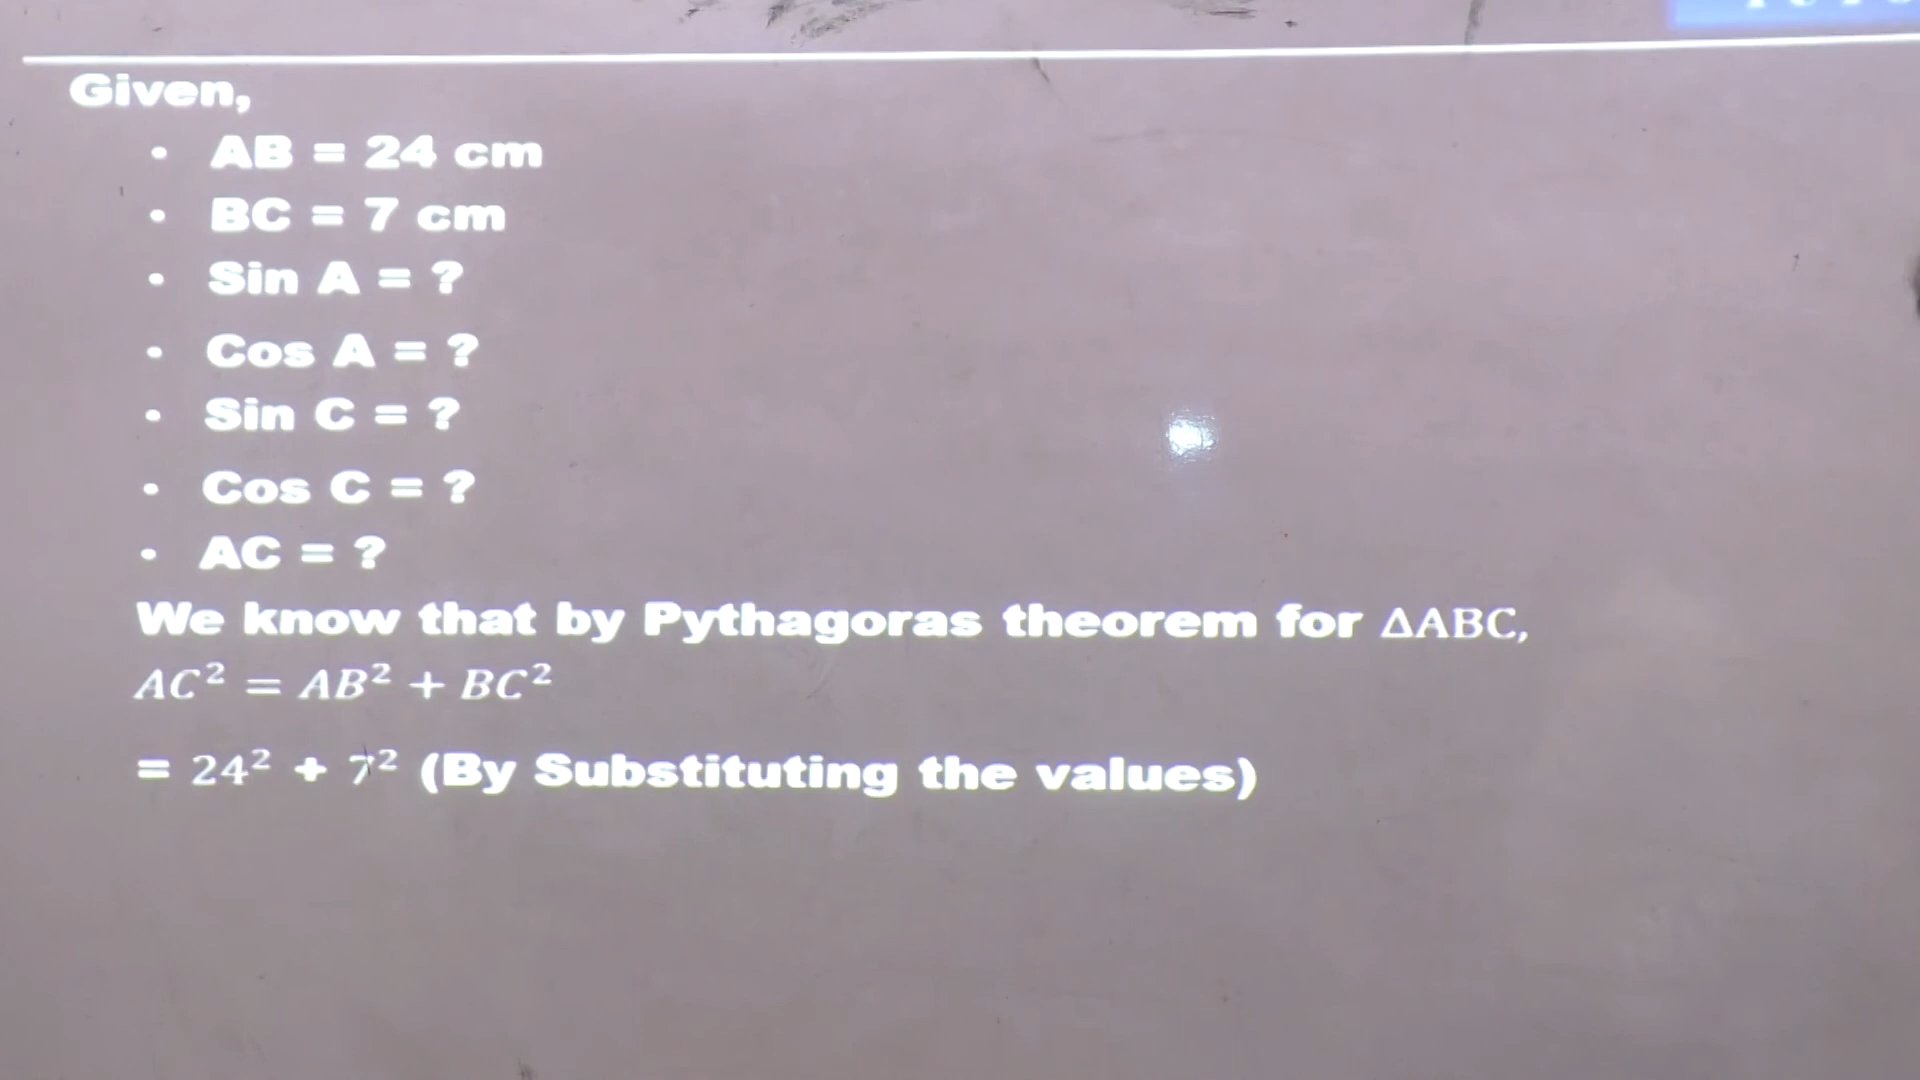 Given,
• AB = 24 cm
• BC = 7 cm
• Sin A = ?
• Cos A = ?
• Sin C = ?
• Cos C = ?
• AC = ?
We know that by Pythagoras theorem for ΔABC,
AC² = AB² + BC²
= 24² + 7² (By Substituting the values)